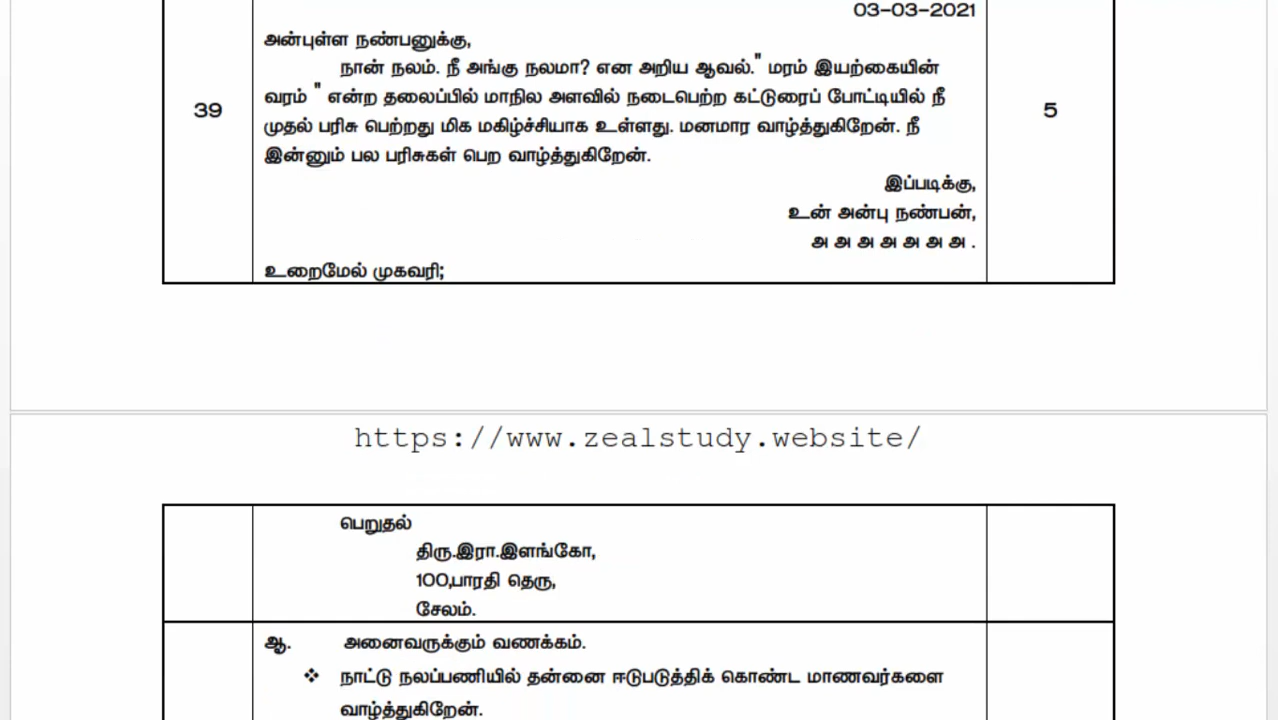 03-03-2021
அன்புள்ள நண்பனுக்கு,
நான் நலம். நீ அங்கு நலமா? என அறிய ஆவல்." மரம் இயற்கையின்
வரம் " என்ற தலைப்பில் மாநில அளவில் நடைபெற்ற கட்டுரைப் போட்டியில் நீ
39
5
முதல் பரிசு பெற்றது மிக மகிழ்ச்சியாக உள்ளது. மனமார வாழ்த்துகிறேன். நீ
இன்னும் பல பரிசுகள் பெற வாழ்த்துகிறேன்.
இப்படிக்கு,
உன் அன்பு நண்பன்,
அ அ அ அ அ அ அ .
உறைமேல் முகவரி;
https://www.zealstudy.website/
பெறுதல்
திரு.இரா.இளங்கோ,
100,பாரதி தெரு,
சேலம்.
ஆ. அனைவருக்கும் வணக்கம்.
❖ நாட்டு நலப்பணியில் தன்னை ஈடுபடுத்திக் கொண்ட மாணவர்களை
வாழ்த்துகிறேன்.